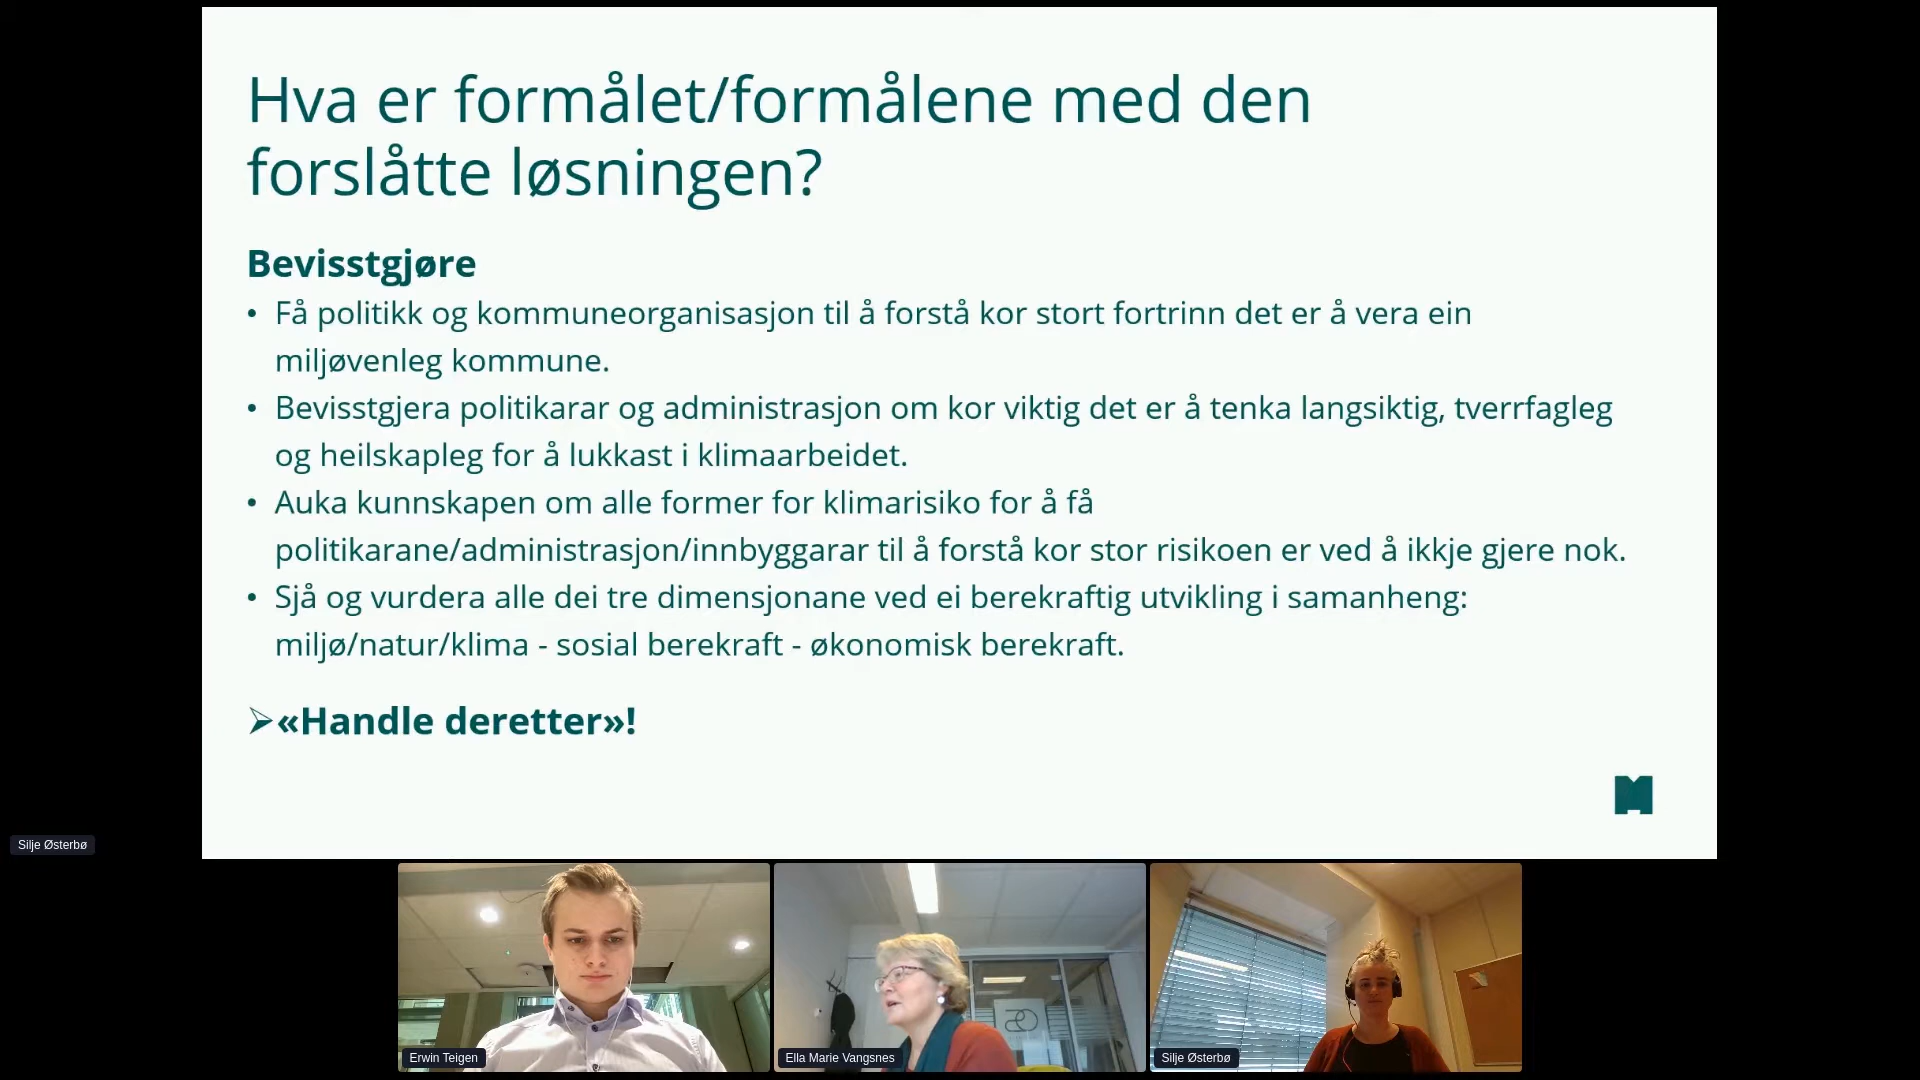 Hva er formålet/formålene med den
forslåtte løsningen?
Bevisstgjøre
• Få politikk og kommuneorganisasjon til å forstå kor stort fortrinn det er å vera ein
miljøvenleg kommune.
• Bevisstgjera politikarar og administrasjon om kor viktig det er å tenka langsiktig, tverrfagleg
og heilskapleg for å lukkast i klimaarbeidet.
• Auka kunnskapen om alle former for klimarisiko for å få
politikarane/administrasjon/innbyggarar til å forstå kor stor risikoen er ved å ikkje gjere nok.
• Sjå og vurdera alle dei tre dimensjonane ved ei berekraftig utvikling i samanheng:
miljø/natur/klima - sosial berekraft - økonomisk berekraft.
➢«Handle deretter»!
M
Silje Østerbø
Erwin Teigen
Ella Marie Vangsnes
Silje Østerbø